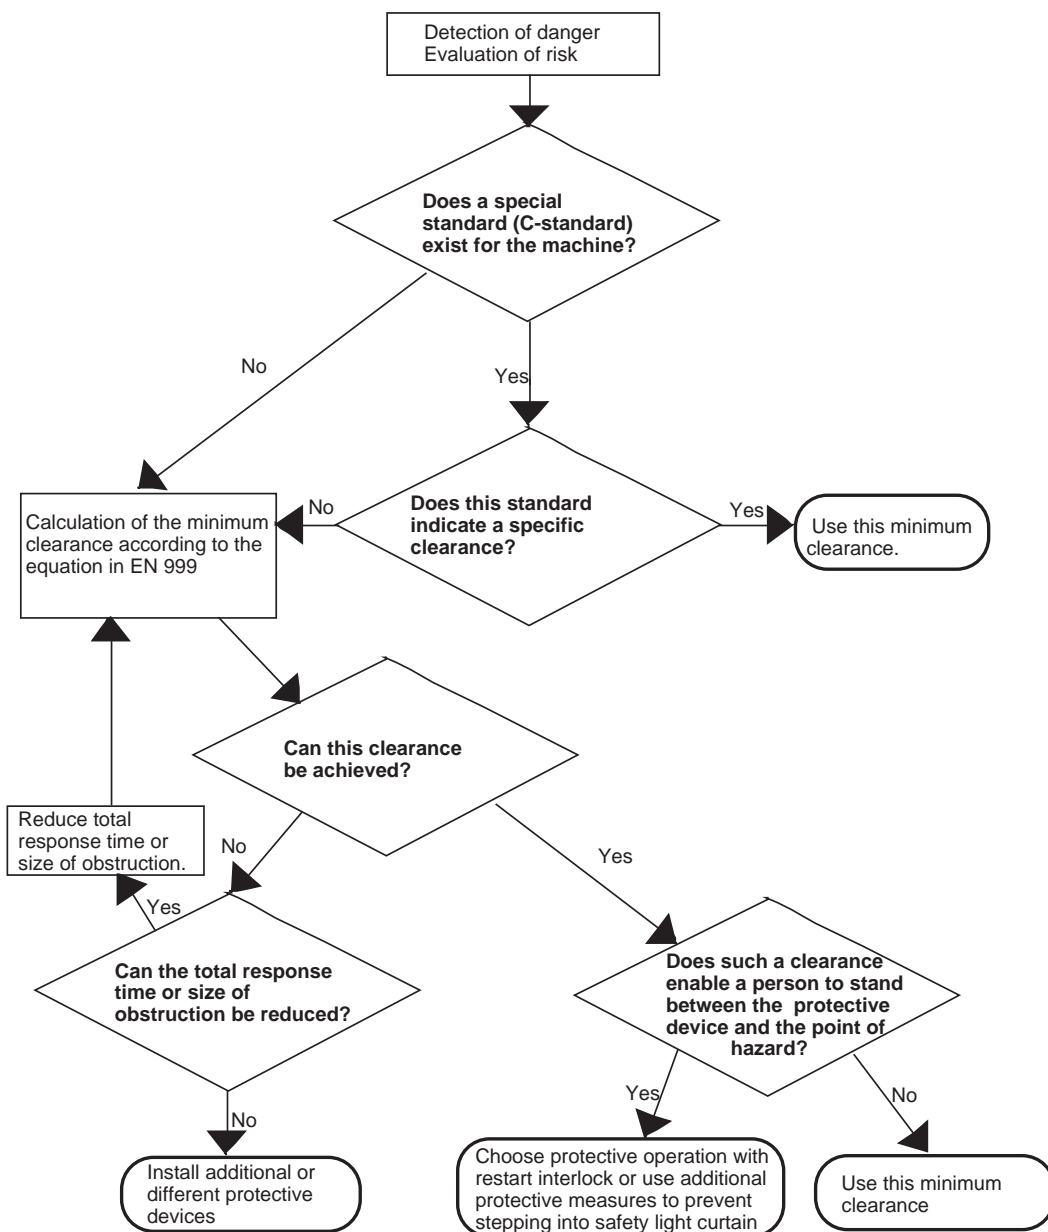 Detection of danger
Evaluation of risk
Does a special
standard (C-standard)
exist for the machine?
No
Yes
Does this standard
indicate a specific
clearance?
No
Yes
Use this minimum
clearance.
Calculation of the minimum
clearance according to the
equation in EN 999
Can this clearance
be achieved?
Reduce total
response time or
size of obstruction.
No
Yes
Yes
Can the total response
time or size of
obstruction be reduced?
Does such a clearance
enable a person to stand
between the protective
device and the point of
hazard?
No
Yes
No
Install additional or
different protective
devices
Choose protective operation with
restart interlock or use additional
protective measures to prevent
stepping into safety light curtain
Use this minimum
clearance